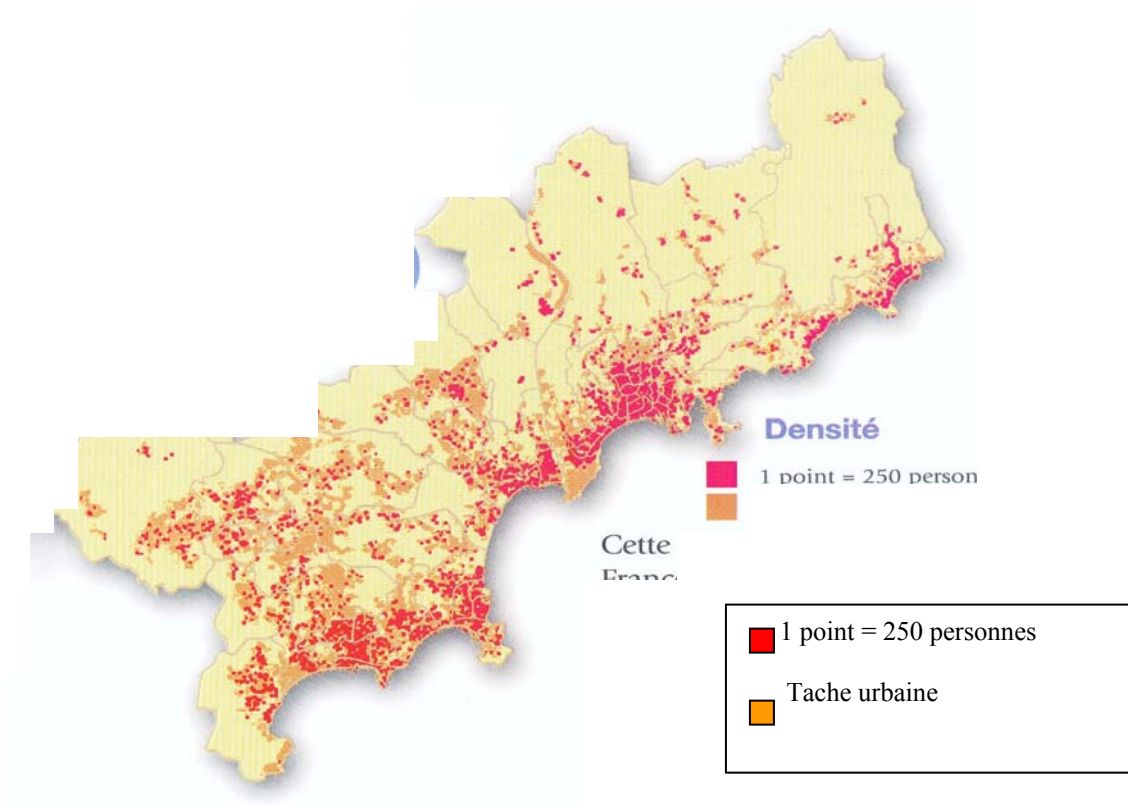 Densité
1 point = 250 person
Cette
1 point = 250 personnes
Tache urbaine